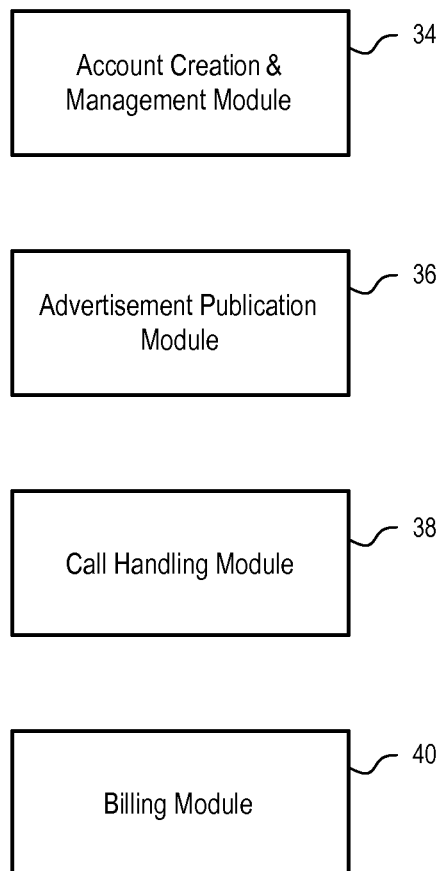 Account Creation &
Management Module
34
Advertisement Publication
Module
36
Call Handling Module
38
Billing Module
40